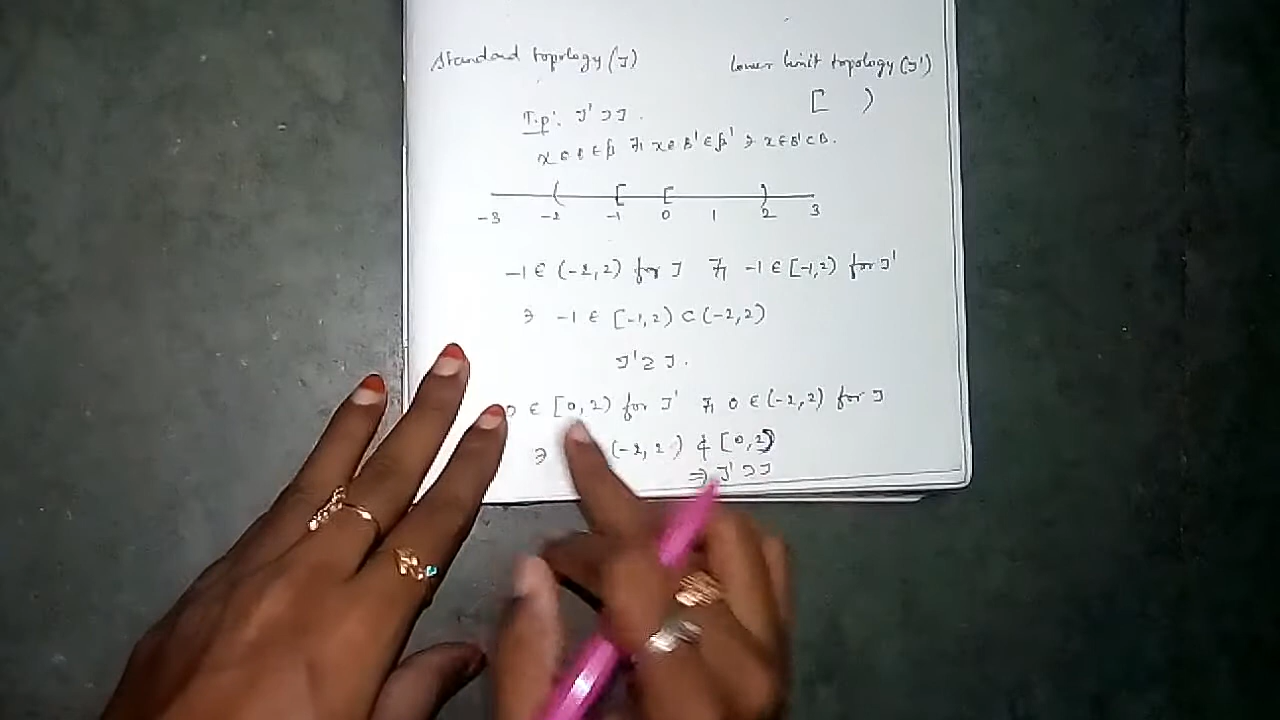 Standard topology (J)
Lower limit topology (J')
[ )
T.p: J' ⊃ J.
x ∈ B ∈ β ∃ x ∈ B' ∈ β' ∋ x ∈ B' ⊂ B.
-3 -2 -1 0 1 2 3
-1 ∈ (-2,2) for J ∃ -1 ∈ [-1,2) for J'
∋ -1 ∈ [-1,2) ⊂ (-2,2)
J' ⊇ J.
0 ∈ [0,2) for J' ∃ 0 ∈ (-2,2) for J
∋ (-2,2) ⊄ [0,2)
⇒ J' ⊃ J